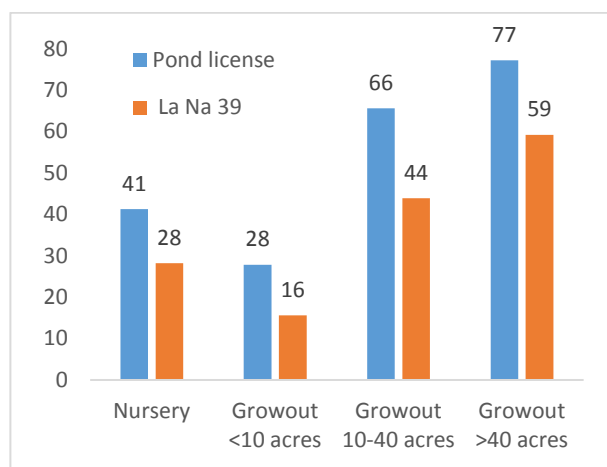 80
70
60
50
40
30
20
10
0
Pond license
La Na 39
41
28
28
16
66
44
77
59
Nursery
Growout
<10 acres
Growout
10-40 acres
Growout
>40 acres